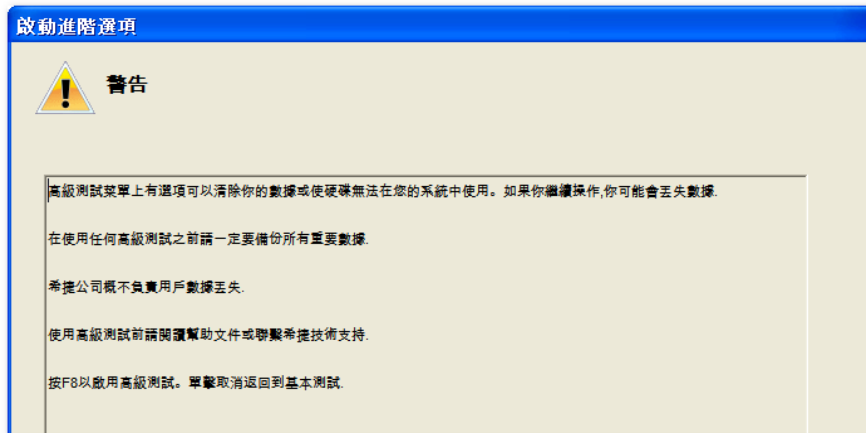 啟動進階選項
警告
高級測試菜單上有選項可以清除你的數據或使硬碟無法在您的系統中使用。如果你繼續操作,你可能會丟失數據.
在使用任何高級測試之前請一定要備份所有重要數據.
希捷公司概不負責用戶數據丟失.
使用高級測試前請閱讀幫助文件或聯繫希捷技術支持.
按F8以啟用高級測試。單擊取消返回到基本測試.